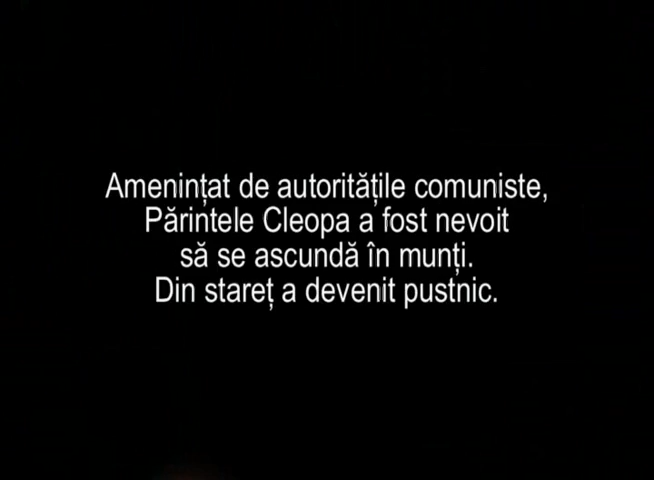 Amenințat de autoritățile comuniste,
Părintele Cleopa a fost nevoit
să se ascundă în munți.
Din stareț a devenit pustnic.